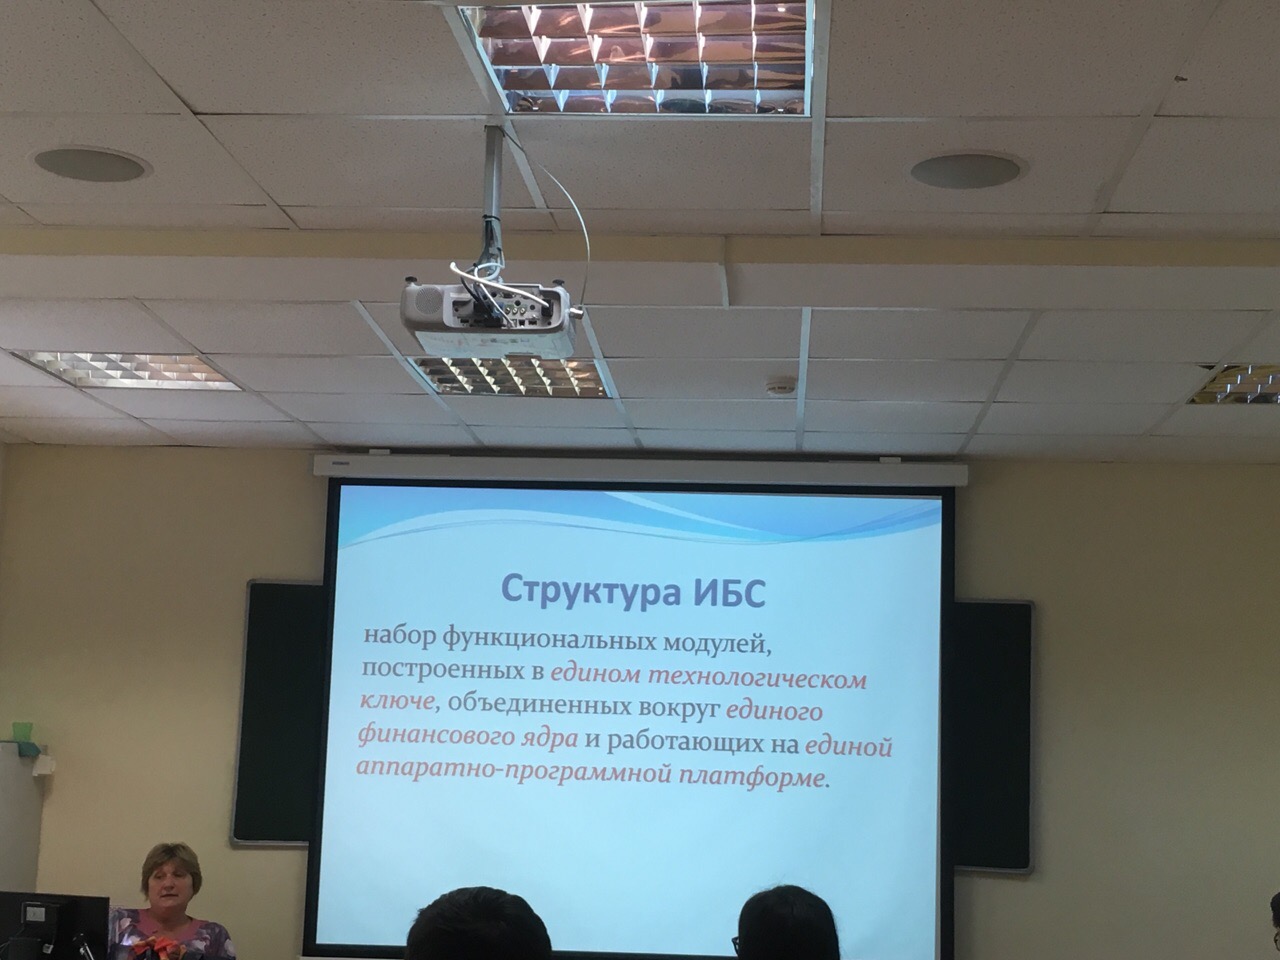 Структура ИБС
набор функциональных модулей,
построенных в едином технологическом
ключе, объединенных вокруг единого
финансового ядра и работающих на единой
аппаратно-программной платформе.